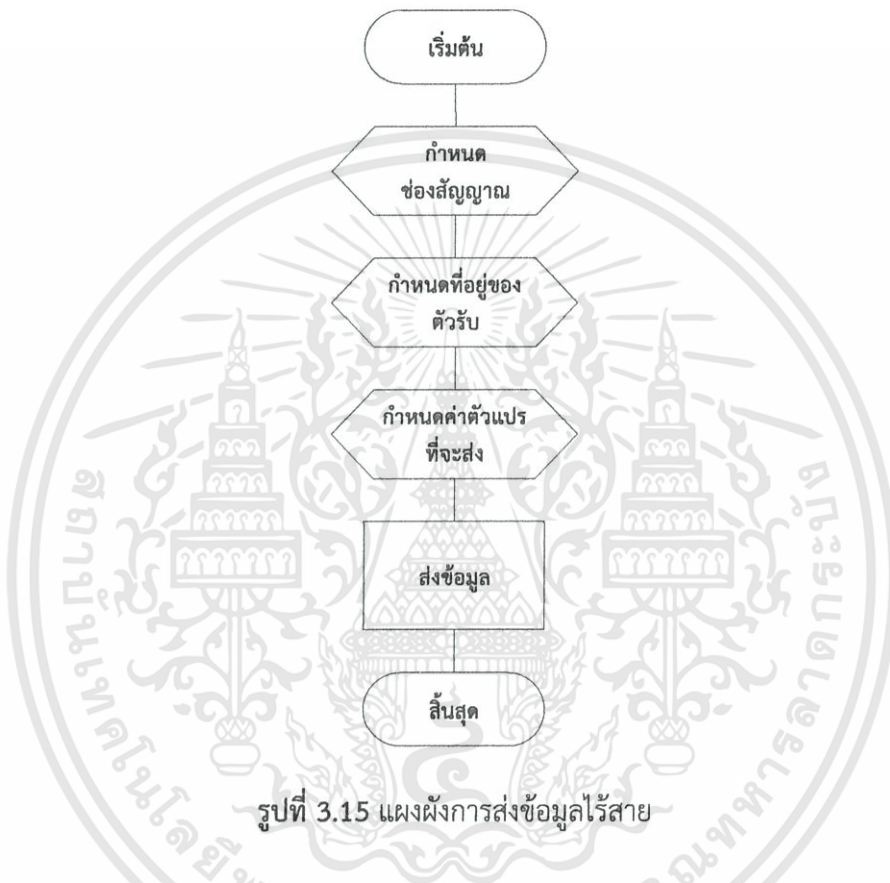 เริ่มต้น
กำหนด
ช่องสัญญาณ
กำหนดที่อยู่ของ
ตัวรับ
กำหนดค่าตัวแปร
ที่จะส่ง
ส่งข้อมูล
สิ้นสุด
รูปที่ 3.15 แผงผังการส่งข้อมูลไร้สาย